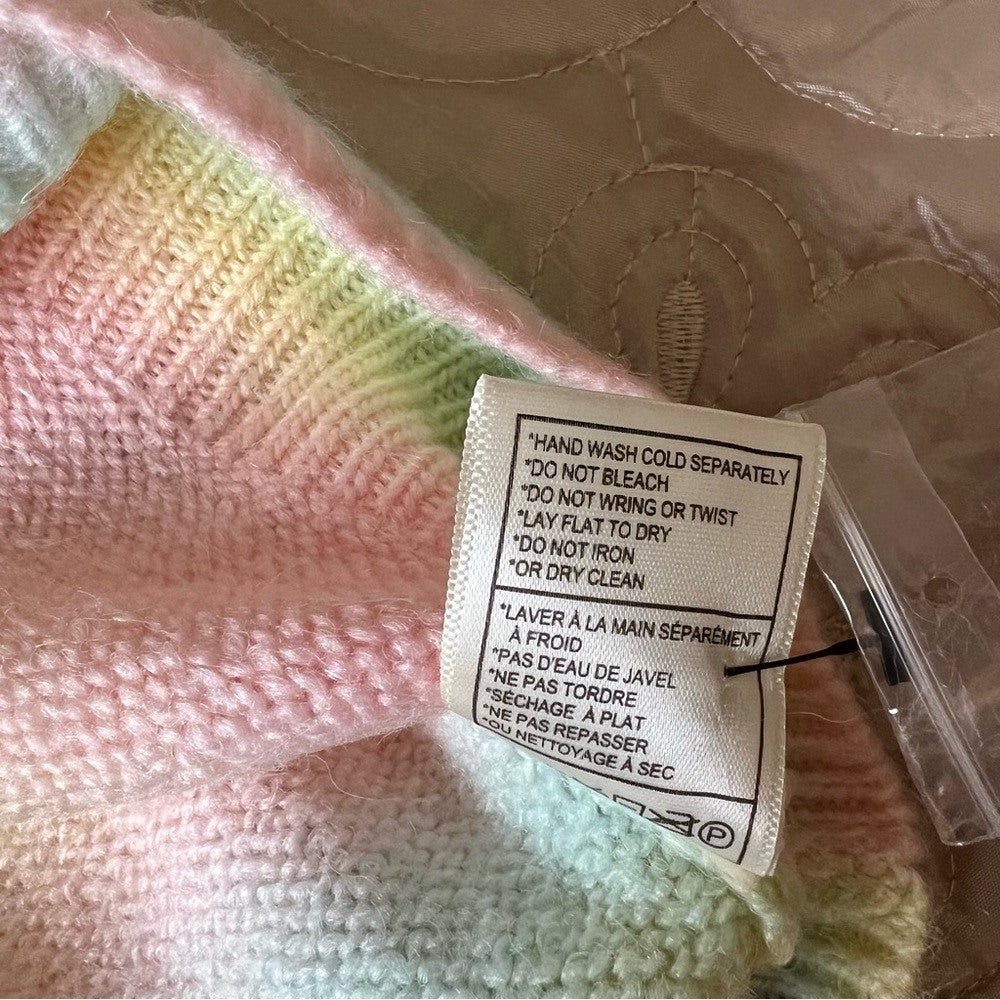 *HAND WASH COLD SEPARATELY
*DO NOT BLEACH
*DO NOT WRING OR TWIST
*LAY FLAT TO DRY
*DO NOT IRON
*OR DRY CLEAN
*LAVER À LA MAIN SÉPARÉMENT
À FROID
*PAS D'EAU DE JAVEL
*NE PAS TORDRE
*SÉCHAGE À PLAT
*NE PAS REPASSER
*OU NETTOYAGE À SEC
P